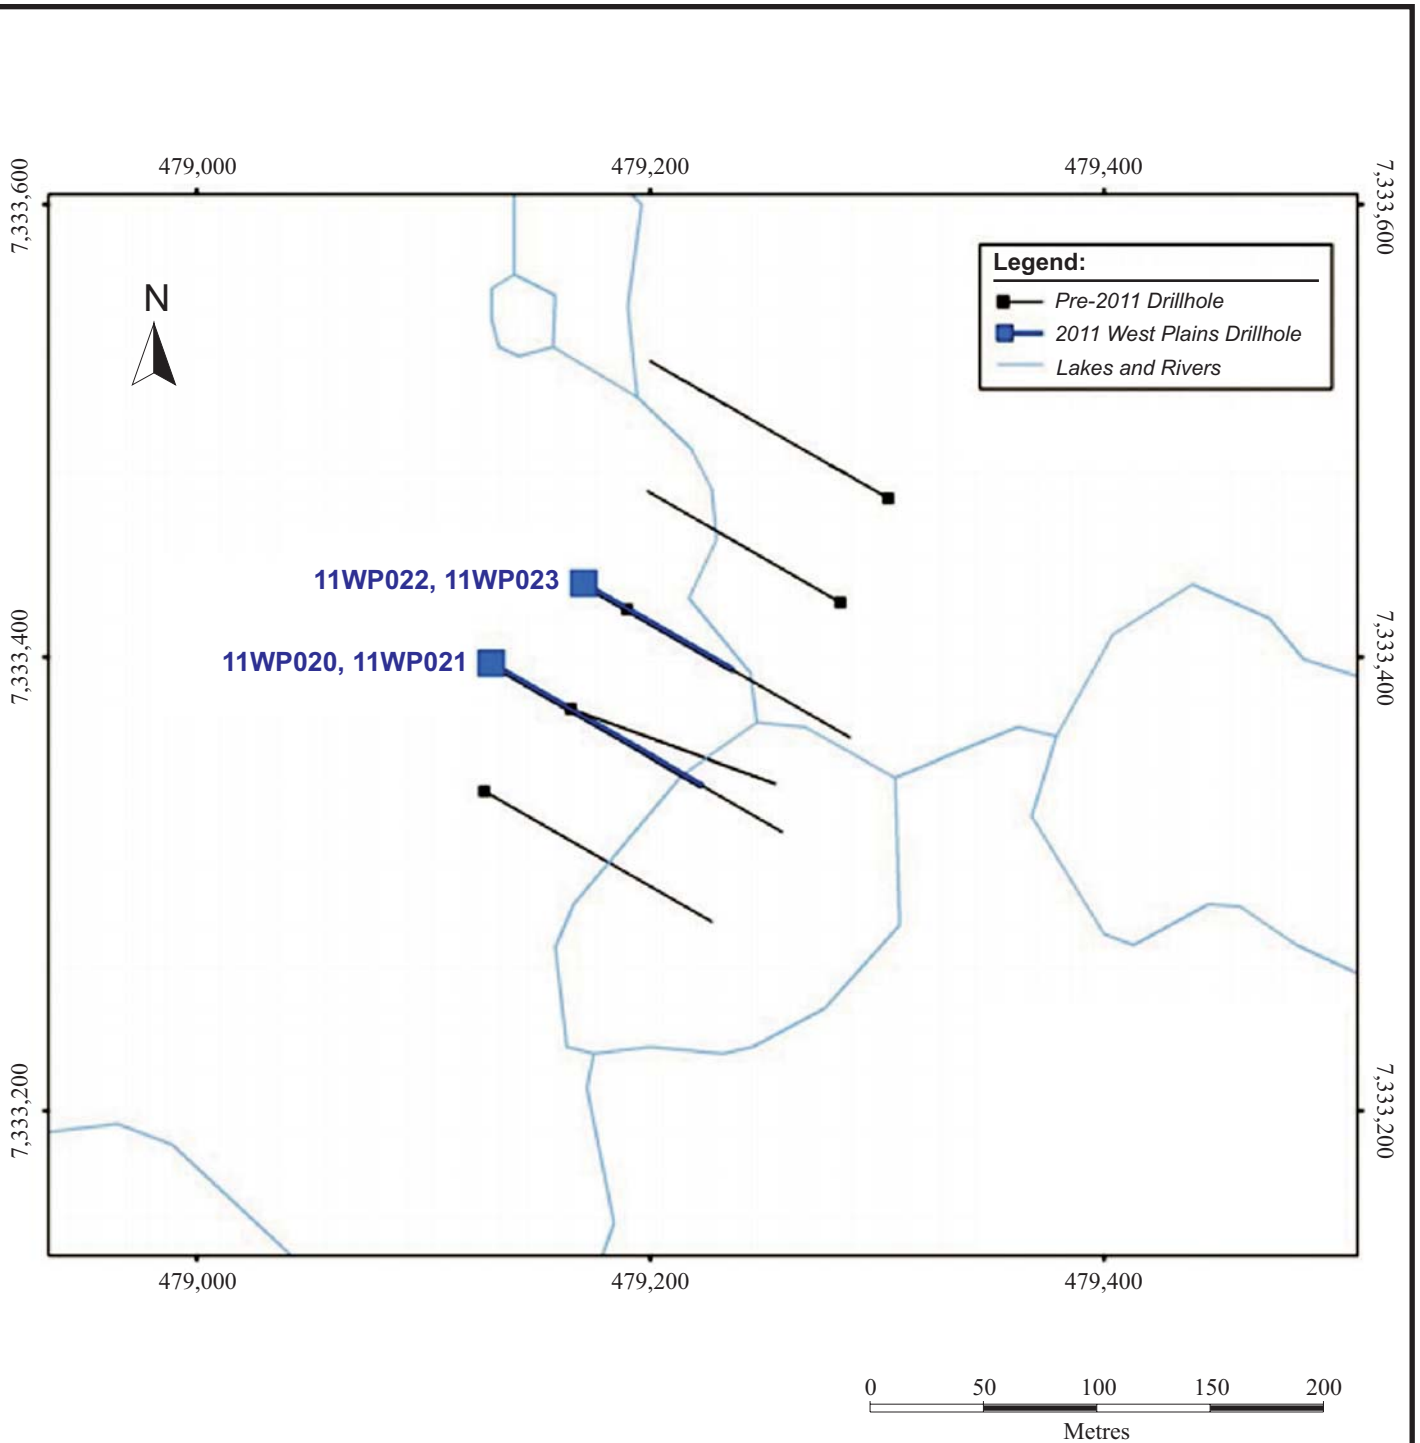 479,000 479,200 479,400
7,333,600 7,333,600
Legend:
Pre-2011 Drillhole
2011 West Plains Drillhole
Lakes and Rivers
N
11WP022, 11WP023
11WP020, 11WP021
7,333,400 7,333,400
7,333,200 7,333,200
479,000 479,200 479,400
0 50 100 150 200
Metres